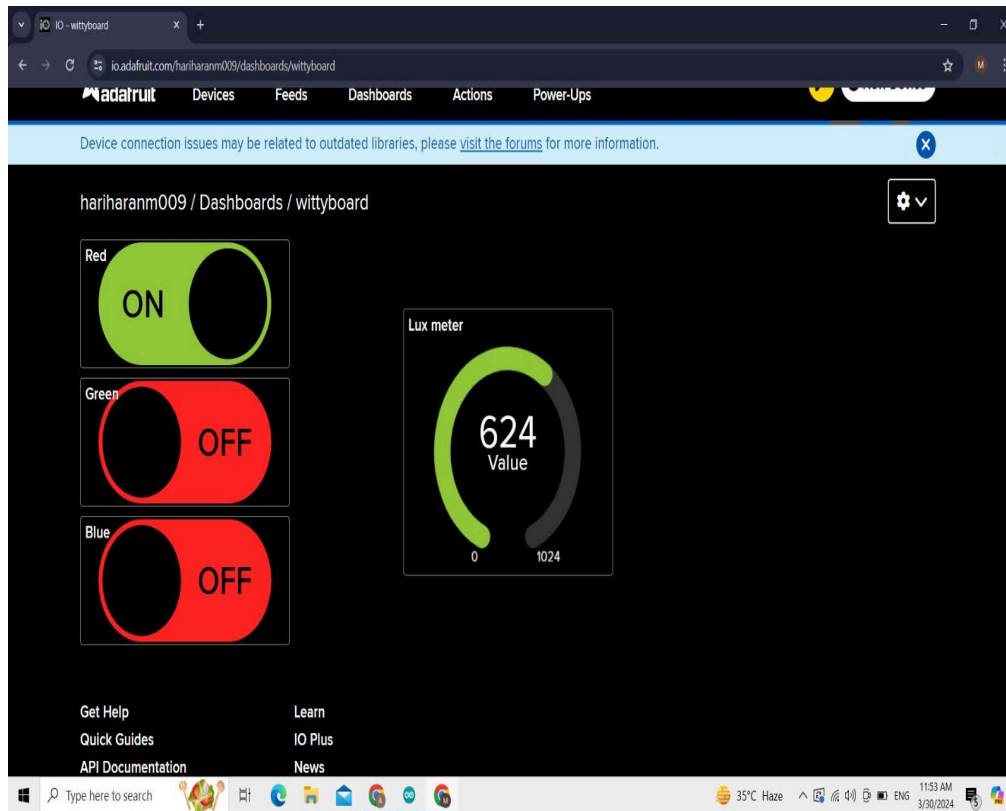 IO - wittyboard
io.adafruit.com/hariharanm009/dashboards/wittyboard
M
adafruit Devices Feeds Dashboards Actions Power-Ups
Device connection issues may be related to outdated libraries, please visit the forums for more information.
hariharanm009 / Dashboards / wittyboard
Red
ON
Green
OFF
Blue
OFF
Lux meter
624
Value
0 1024
Get Help Learn
Quick Guides IO Plus
API Documentation News
Type here to search
35°C Haze
ENG
11:53 AM
3/30/2024
5